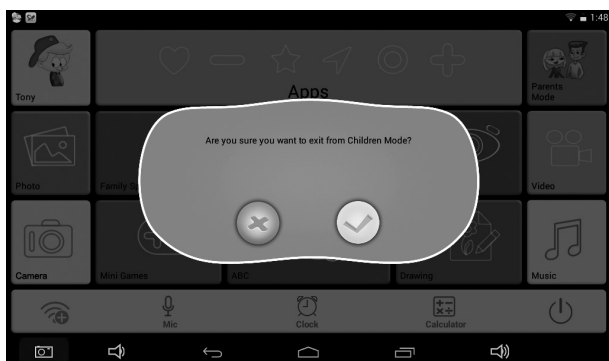 1:48
Tony
Apps
Parents
Mode
Are you sure you want to exit from Children Mode?
Photo
Video
Camera
Mini Games
ABC
Drawing
Music
Mic
Clock
Calculator